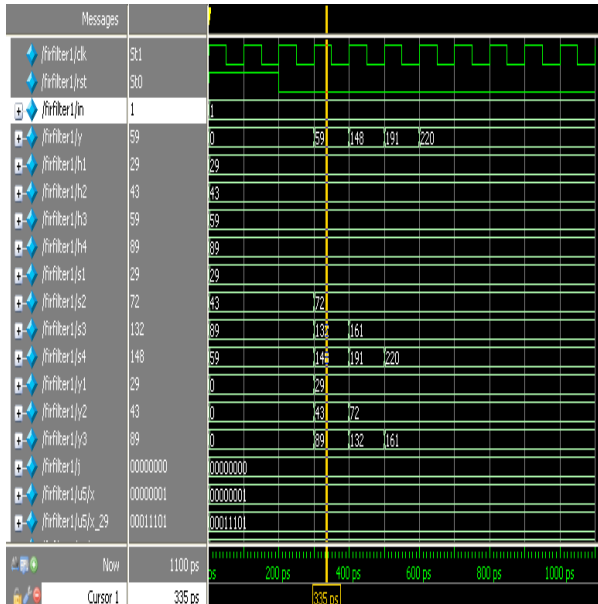 Messages
/firfilter1/clk St1
/firfilter1/rst St0
/firfilter1/in 1 1
/firfilter1/y 59 0 59 148 191 220
/firfilter1/h1 29 29
/firfilter1/h2 43 43
/firfilter1/h3 59 59
/firfilter1/h4 89 89
/firfilter1/s1 29 29
/firfilter1/s2 72 43 72
/firfilter1/s3 132 89 132 161
/firfilter1/s4 148 59 148 191 220
/firfilter1/y1 29 0 29
/firfilter1/y2 43 0 43 72
/firfilter1/y3 89 0 89 132 161
/firfilter1/j 00000000 00000000
/firfilter1/u5/x 00000001 00000001
/firfilter1/u5/x_29 00011101 00011101
Now 1100 ps ps 200 ps 400 ps 600 ps 800 ps 1000 ps
Cursor 1 335 ps 335 ps